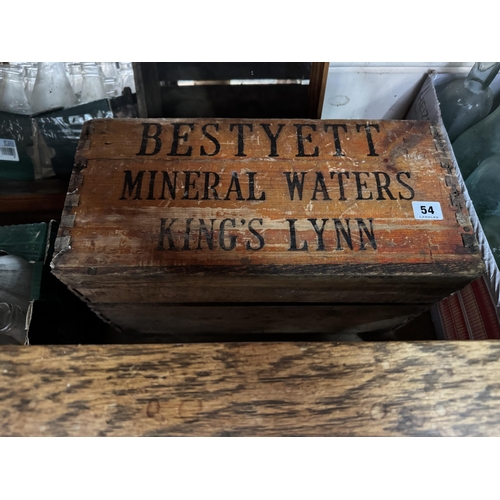 BESTYETT
MINERAL WATERS
KING'S LYNN
54